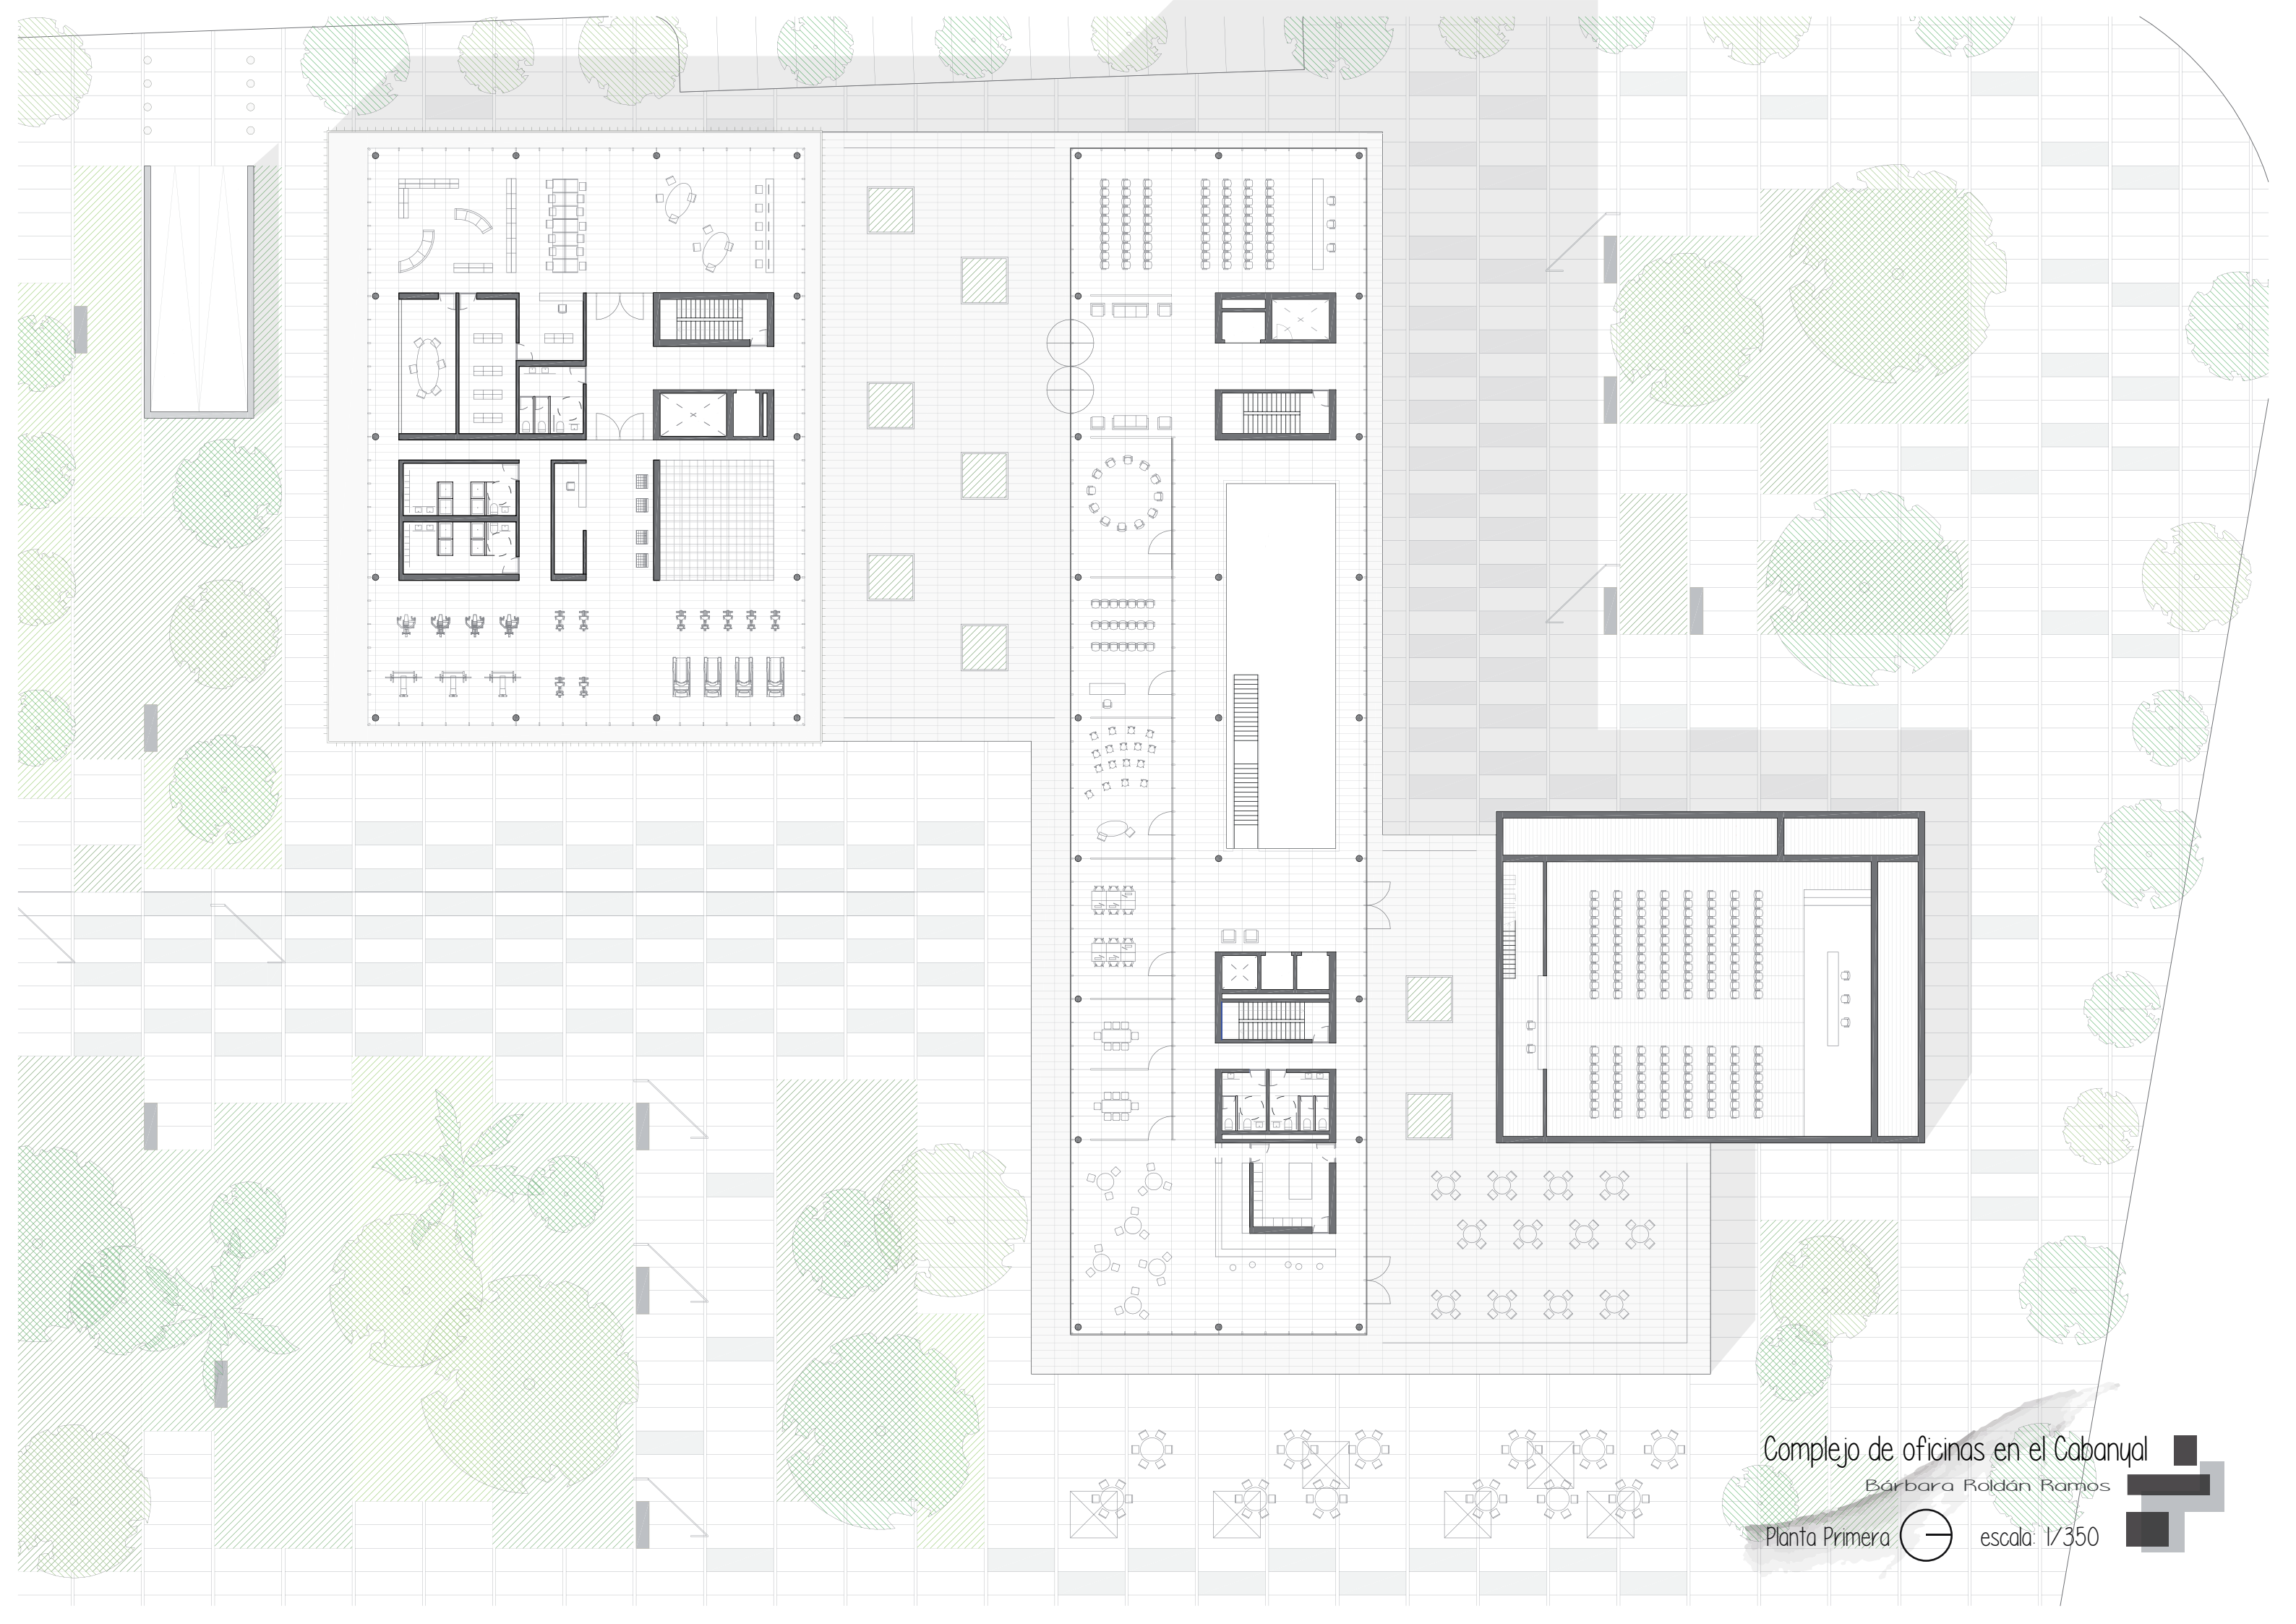 Complejo de oficinas en el Cabanyal
Bárbara Roldán Ramos
Planta Primera escala: 1/350